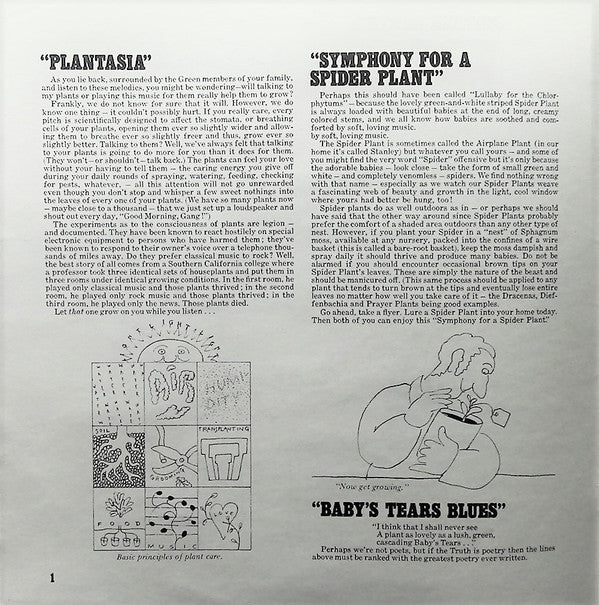 "PLANTASIA"
As you lie back, surrounded by the Green members of your family,
and listen to these melodies, you might be wondering—will talking to
my plants or playing this music for them really help them to grow?
Frankly, we do not know for sure that it will. However, we do
know one thing — it couldn't possibly hurt. If you really care, every
pitch is scientifically designed to affect the stomata, or breathing
cells of your plants, opening them ever so slightly wider and allow-
ing them to breathe ever so slightly freer and thus, grow ever so
slightly better. Talking to them? Well, we've always felt that talking
to your plants is going to do more for you than it does for them.
(They won't—or shouldn't—talk back.) The plants can feel your love
without your having to tell them — the caring energy you give off
during your daily rounds of spraying, watering, feeding, checking
for pests, whatever, — all this attention will not go unrewarded
even though you don't stop and whisper a few sweet nothings into
the leaves of every one of your plants. (We have so many plants now
— maybe close to a thousand — that we just set up a loudspeaker and
shout out every day, "Good Morning, Gang!")
The experiments as to the consciousness of plants are legion —
and documented. They have been known to react hostilely on special
electronic equipment to persons who have harmed them; they've
been known to respond to their owner's voice over a telephone thou-
sands of miles away. Do they prefer classical music to rock? Well,
the best story of all comes from a Southern California college where
a professor took three identical sets of houseplants and put them in
three rooms under identical growing conditions. In the first room, he
played only classical music and those plants thrived; in the second
room, he played only rock music and those plants thrived; in the
third room, he played only the news. Those plants died.
Let that one grow on you while you listen . . .
LIGHT
AIR
HUMI
DITY
SOIL
GROOMING
TRANSPLANTING
FOOD
MUSIC
LOVE
Basic principles of plant care.
1
"SYMPHONY FOR A
SPIDER PLANT"
Perhaps this should have been called "Lullaby for the Chlor-
phytums"—because the lovely green-and-white striped Spider Plant
is always loaded with beautiful babies at the end of long, creamy
colored stems, and we all know how babies are soothed and com-
forted by soft, loving music.
by soft, loving music.
The Spider Plant is sometimes called the Airplane Plant (in our
home it's called Stanley) but whatever you call yours — and some of
you might find the very word "Spider" offensive but it's only because
the adorable babies — look close — take the form of small green and
white — and completely venomless — spiders. We find nothing wrong
with that name — especially as we watch our Spider Plants weave
a fascinating web of beauty and growth in the light, cool window
where yours had better be hung, too!
Spider plants do as well outdoors as in — or perhaps we should
have said that the other way around since Spider Plants probably
prefer the comfort of a shaded area outdoors than any other type of
nest. However, if you plant your Spider in a "nest" of Sphagnum
moss, available at any nursery, packed into the confines of a wire
basket (this is called a bare-root basket), keep the moss dampish and
spray daily it should thrive and produce many babies. Do not be
alarmed if you should encounter occasional brown tips on your
Spider Plant's leaves. These are simply the nature of the beast and
should be manicured off. (This same process should be applied to any
plant that tends to turn brown at the tips and eventually lose entire
leaves no matter how well you take care of it — the Dracenas, Dief-
fenbachia and Prayer Plants being good examples.
Go ahead, take a flyer. Lure a Spider Plant into your home today.
Then both of you can enjoy this "Symphony for a Spider Plant."
"Now get growing."
"BABY'S TEARS BLUES"
"I think that I shall never see
A plant as lovely as a lush, green,
cascading Baby's Tears . . ."
Perhaps we're not poets, but if the Truth is poetry then the lines
above must be ranked with the greatest poetry ever written.